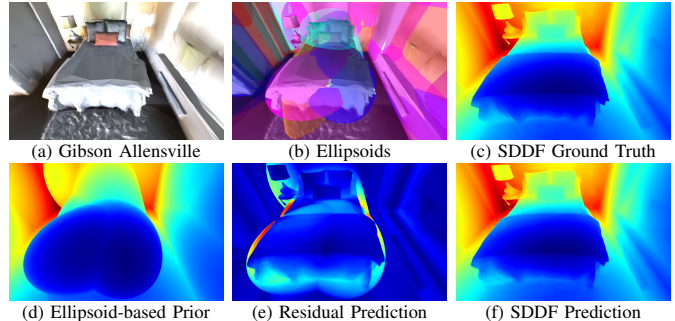 (a) Gibson Allensville
(b) Ellipsoids
(c) SDDF Ground Truth
(d) Ellipsoid-based Prior
(e) Residual Prediction
(f) SDDF Prediction